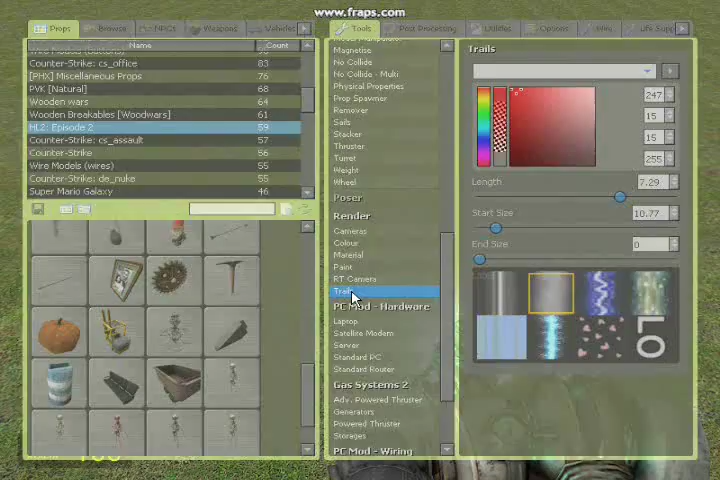 www.fraps.com
Props
Browse
NPCs
Weapons
Vehicles
Name
Count
Counter-Strike: cs_office
83
[PHX] Miscellaneous Props
76
PVK [Natural]
68
Wooden wars
64
Wooden Breakables [Woodwars]
61
HL2: Episode 2
59
Counter-Strike: cs_assault
57
Counter-Strike
56
Wire Models (wires)
55
Counter-Strike: de_nuke
55
Super Mario Galaxy
46
Tools
Post Processing
Utilities
Options
Wire
Life Supp
Magnetise
No Collide
No Collide - Multi
Physical Properties
Prop Spawner
Remover
Sails
Stacker
Thruster
Turret
Weight
Wheel
Poser
Render
Cameras
Colour
Material
Paint
RT Camera
Trails
PC Mod - Hardware
Laptop
Satellite Modem
Server
Standard PC
Standard Router
Gas Systems 2
Adv. Powered Thruster
Generators
Powered Thruster
Storages
PC Mod - Wiring
Trails
247
15
15
255
Length
7.29
Start Size
10.77
End Size
0
LO